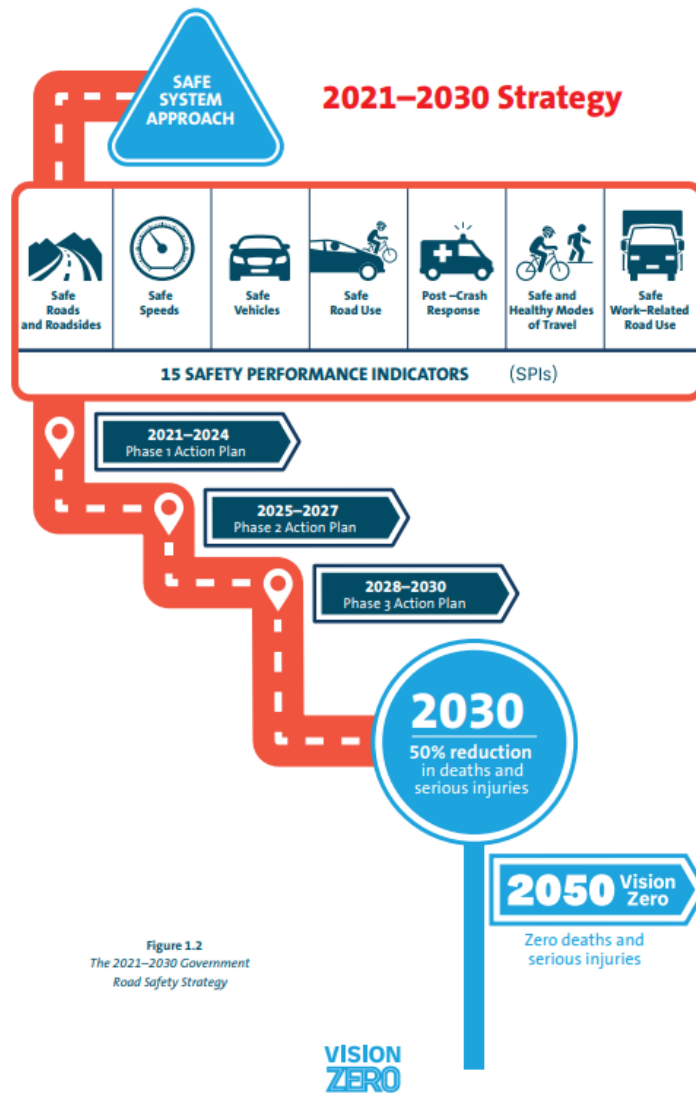 SAFE
SYSTEM
APPROACH
2021–2030 Strategy
Safe
Roads
and Roadsides
Safe
Speeds
Safe
Vehicles
Safe
Road Use
Post –Crash
Response
Safe and
Healthy Modes
of Travel
Safe
Work–Related
Road Use
15 SAFETY PERFORMANCE INDICATORS (SPIs)
2021–2024
Phase 1 Action Plan
2025–2027
Phase 2 Action Plan
2028–2030
Phase 3 Action Plan
2030
50% reduction
in deaths and
serious injuries
2050 Vision
Zero
Zero deaths and
serious injuries
Figure 1.2
The 2021–2030 Government
Road Safety Strategy
VISION
ZERO